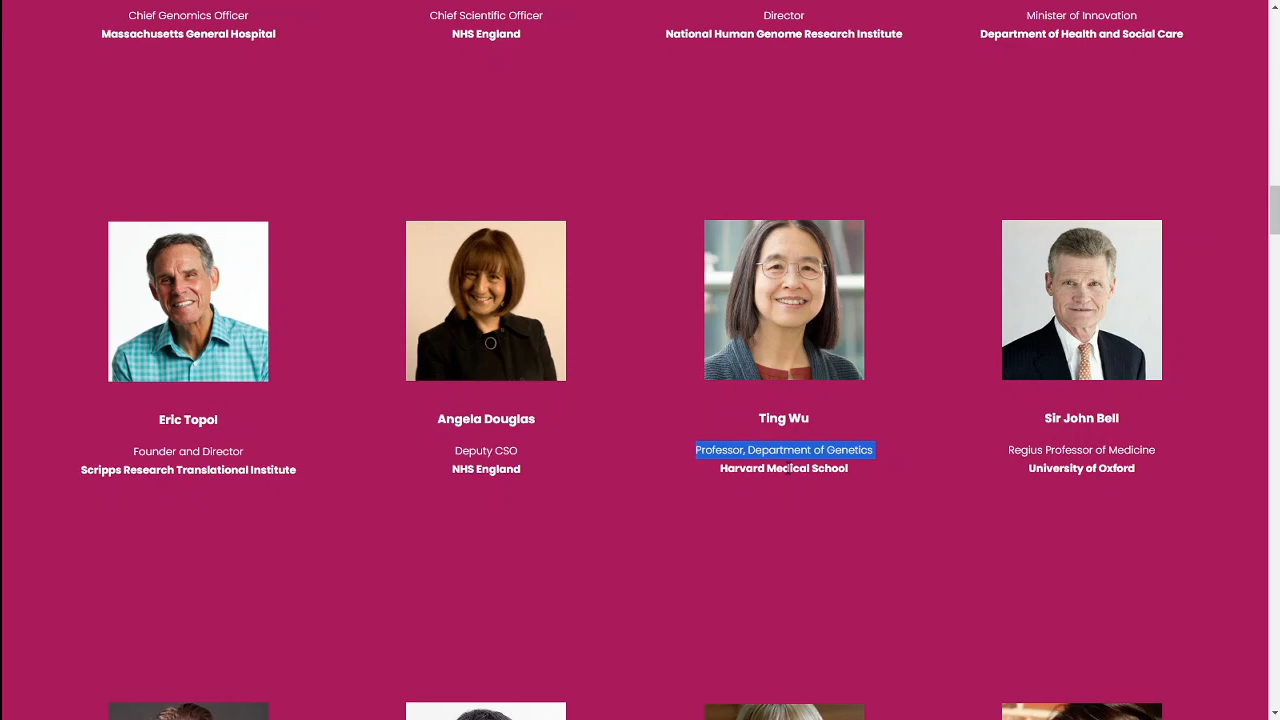 Chief Genomics Officer
Massachusetts General Hospital
Chief Scientific Officer
NHS England
Director
National Human Genome Research Institute
Minister of Innovation
Department of Health and Social Care
Eric Topol
Founder and Director
Scripps Research Translational Institute
Angela Douglas
Deputy CSO
NHS England
Ting Wu
Professor, Department of Genetics
Harvard Medical School
Sir John Bell
Regius Professor of Medicine
University of Oxford